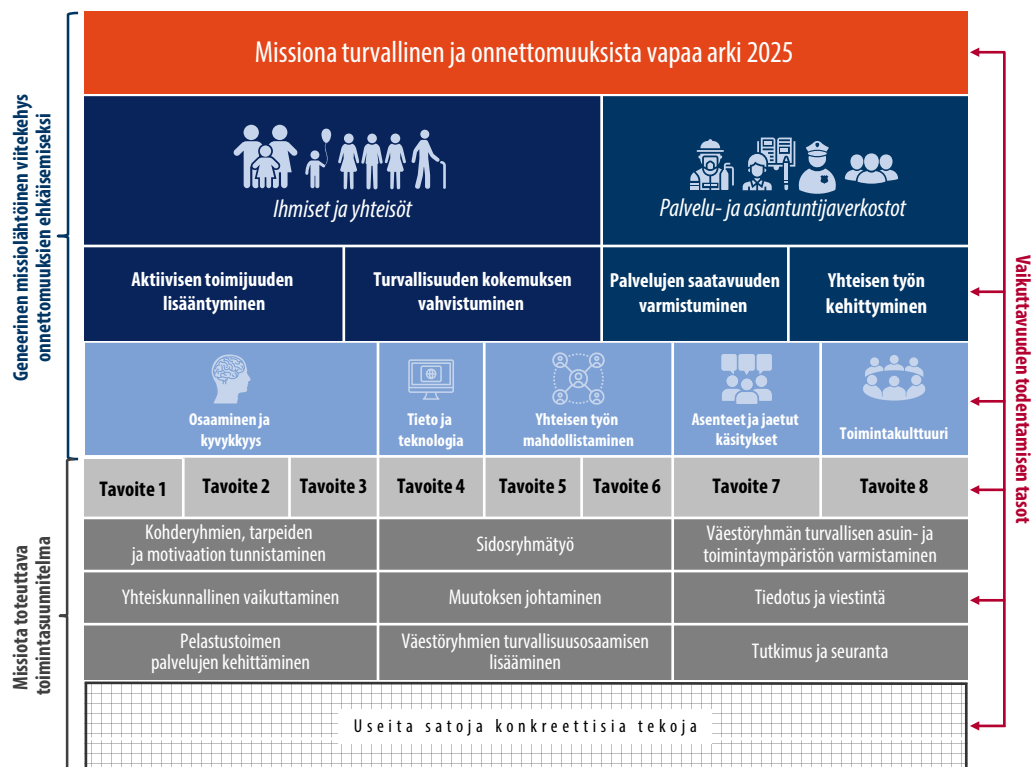 Missiona turvallinen ja onnettomuuksista vapaa arki 2025
Geneerinen missiolähtöinen viitekehys
onnettomuuksien ehkäisemiseksi
Ihmiset ja yhteisöt
Palvelu- ja asiantuntijaverkostot
Aktiivisen toimijuuden
lisääntyminen
Turvallisuuden kokemuksen
vahvistuminen
Palvelujen saatavuuden
varmistuminen
Yhteisen työn
kehittyminen
Vaikuttavuuden todentamisen tasot
Osaaminen ja
kyvykkyys
Tieto ja
teknologia
Yhteisen työn
mahdollistaminen
Asenteet ja jaetut
käsitykset
Toimintakulttuuri
Missiota toteuttava
toimintasuunnitelma
Tavoite 1
Tavoite 2
Tavoite 3
Tavoite 4
Tavoite 5
Tavoite 6
Tavoite 7
Tavoite 8
Kohderyhmien, tarpeiden
ja motivaation tunnistaminen
Sidosryhmätyö
Väestöryhmän turvallisen asuin- ja
toimintaympäristön varmistaminen
Yhteiskunnallinen vaikuttaminen
Muutoksen johtaminen
Tiedotus ja viestintä
Pelastustoimen
palvelujen kehittäminen
Väestöryhmien turvallisuusosaamisen
lisääminen
Tutkimus ja seuranta
Useita satoja konkreettisia tekoja